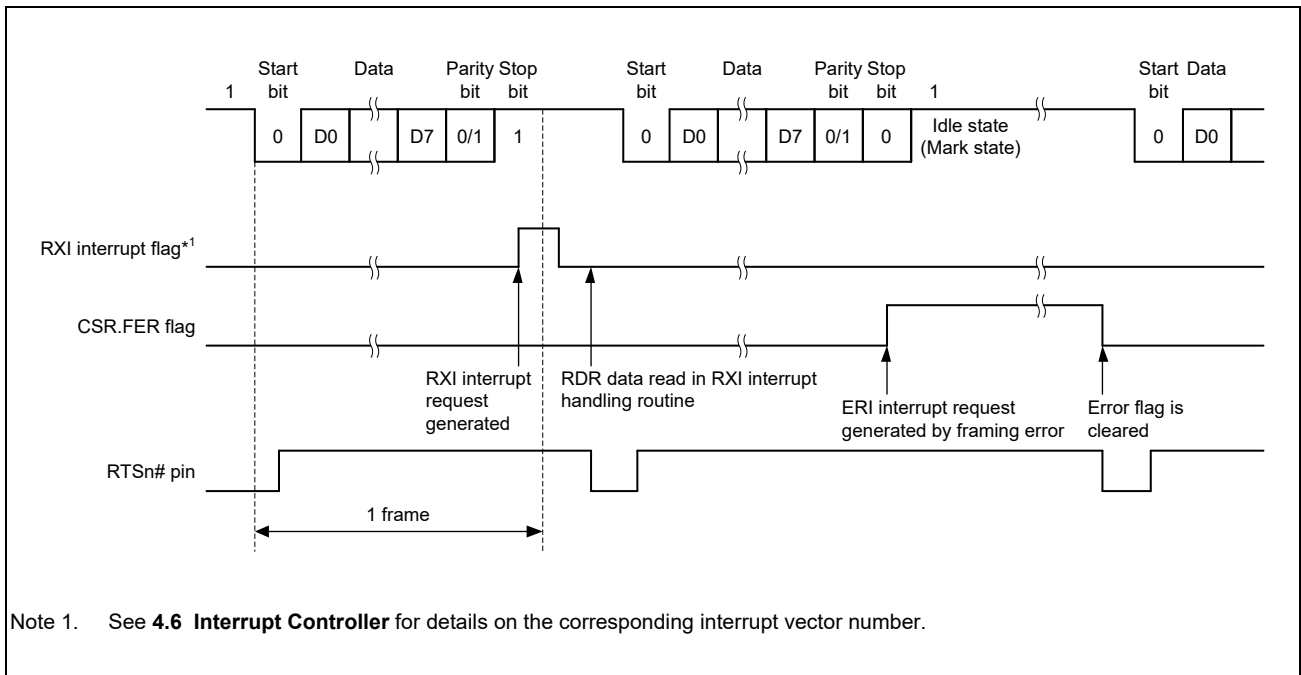 Start Data Parity Stop Start Data Parity Stop Start Data
1 bit bit bit bit bit bit 1 bit
0 D0 D7 0/1 1 0 D0 D7 0/1 0 Idle state 0 D0
(Mark state)
RXI interrupt flag*1
CSR.FER flag
RXI interrupt
request
generated
RDR data read in RXI interrupt
handling routine
ERI interrupt request
generated by framing error
Error flag is
cleared
RTSn# pin
1 frame
Note 1. See 4.6 Interrupt Controller for details on the corresponding interrupt vector number.